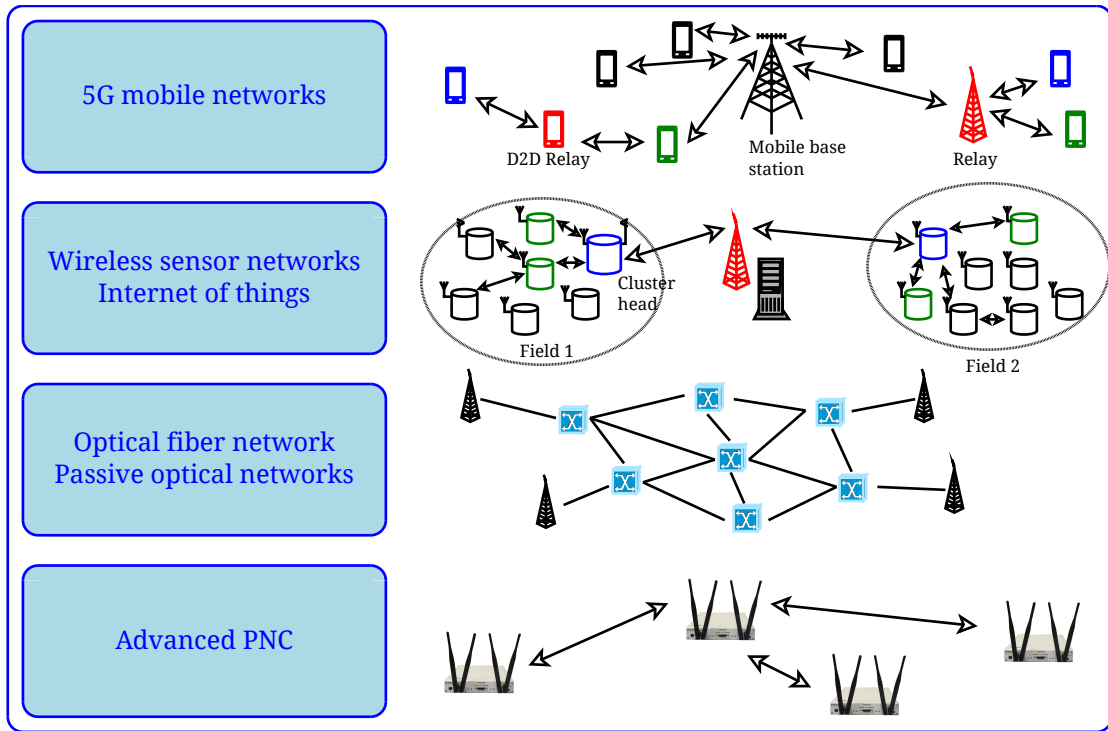 5G mobile networks
D2D Relay
Mobile base
station
Relay
Wireless sensor networks
Internet of things
Cluster
head
Field 1
Field 2
Optical fiber network
Passive optical networks
Advanced PNC